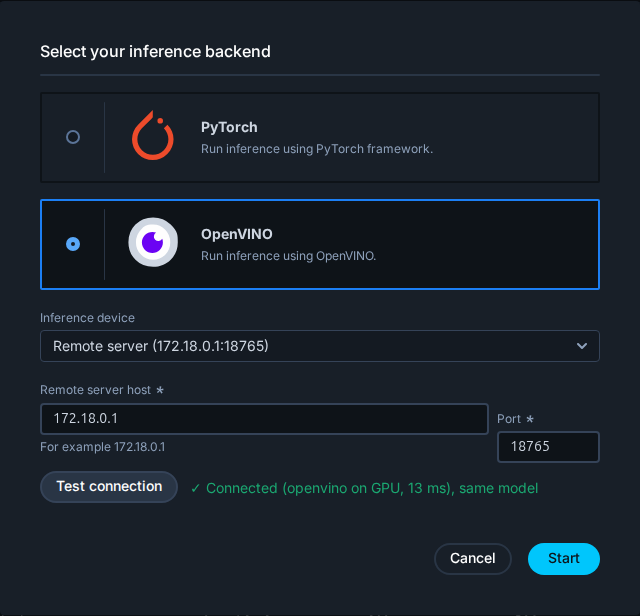 Select your inference backend
PyTorch
Run inference using PyTorch framework.
OpenVINO
Run inference using OpenVINO.
Inference device
Remote server (172.18.0.1:18765)
Remote server host *
172.18.0.1
For example 172.18.0.1
Port *
18765
Test connection
✓ Connected (openvino on GPU, 13 ms), same model
Cancel
Start